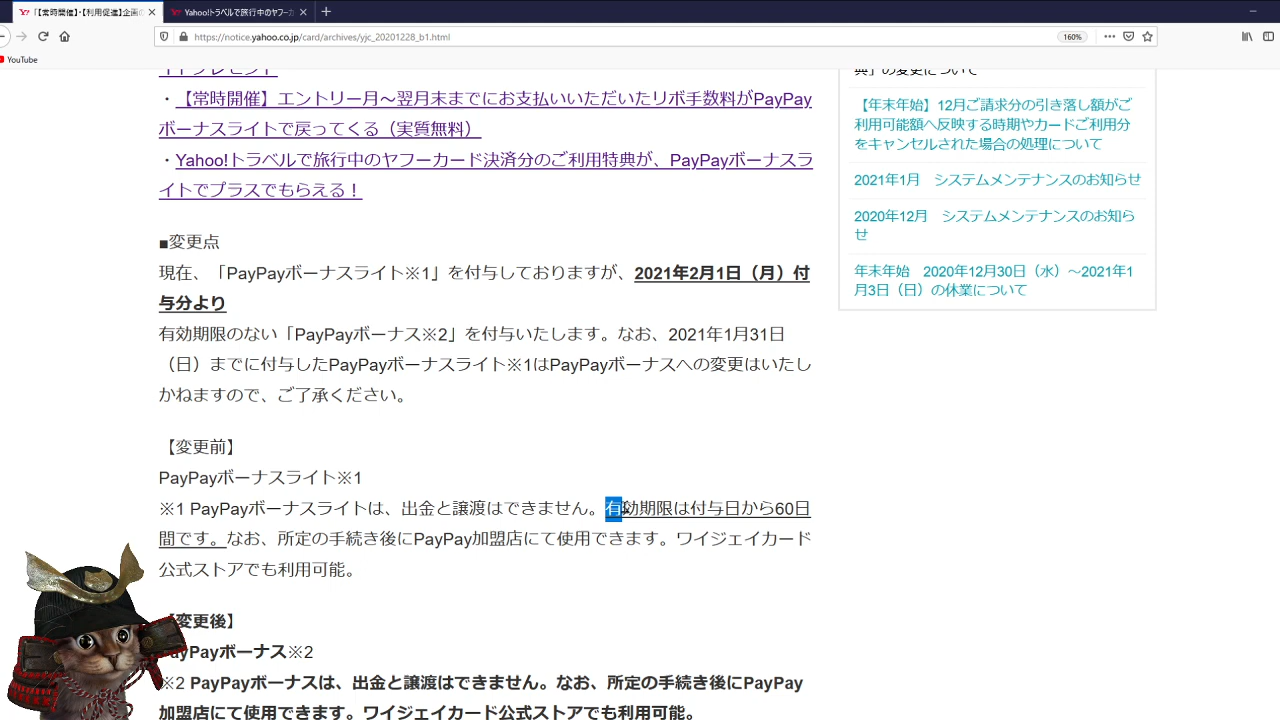 「【常時開催】・【利用促進】企画の
Yahoo!トラベルで旅行中のヤフーカ
https://notice.yahoo.co.jp/card/archives/yjc_20201228_b1.html
160%
YouTube
イトプレゼント
・【常時開催】エントリー月～翌月末までにお支払いいただいたリボ手数料がPayPay
ボーナスライトで戻ってくる（実質無料）
・Yahoo!トラベルで旅行中のヤフーカード決済分のご利用特典が、PayPayボーナスラ
イトでプラスでもらえる！
■変更点
現在、「PayPayボーナスライト※1」を付与しておりますが、2021年2月1日（月）付
与分より
有効期限のない「PayPayボーナス※2」を付与いたします。なお、2021年1月31日
（日）までに付与したPayPayボーナスライト※1はPayPayボーナスへの変更はいたし
かねますので、ご了承ください。
【変更前】
PayPayボーナスライト※1
※1 PayPayボーナスライトは、出金と譲渡はできません。有効期限は付与日から60日
間です。なお、所定の手続き後にPayPay加盟店にて使用できます。ワイジェイカード
公式ストアでも利用可能。
【変更後】
PayPayボーナス※2
※2 PayPayボーナスは、出金と譲渡はできません。なお、所定の手続き後にPayPay
加盟店にて使用できます。ワイジェイカード公式ストアでも利用可能。
典」の変更について
【年末年始】12月ご請求分の引き落し額がご
利用可能額へ反映する時期やカードご利用分
をキャンセルされた場合の処理について
2021年1月　システムメンテナンスのお知らせ
2020年12月　システムメンテナンスのお知ら
せ
年末年始　2020年12月30日（水）～2021年1
月3日（日）の休業について